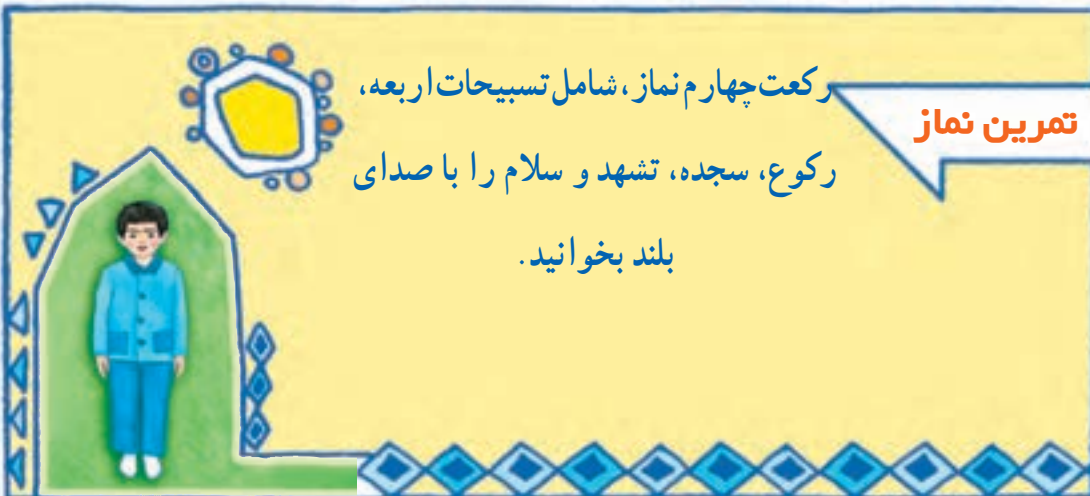 تمرین نماز
رکعت چهارم نماز، شامل تسبیحات اربعه،
رکوع، سجده، تشهد و سلام را با صدای
بلند بخوانید.